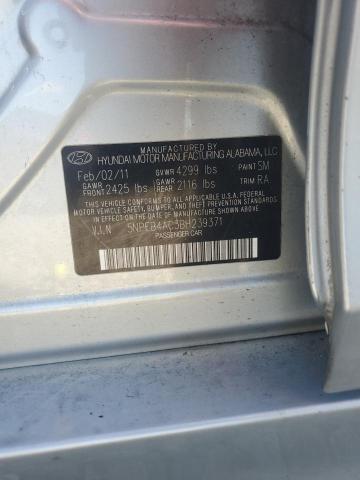 MANUFACTURED BY
HYUNDAI MOTOR MANUFACTURING ALABAMA, LLC
Feb/02/11 GVWR 4299 lbs PAINT SM
GAWR FRONT 2425 lbs GAWR REAR 2116 lbs TRIM RA
THIS VEHICLE CONFORMS TO ALL APPLICABLE U.S.A. FEDERAL
MOTOR VEHICLE SAFETY, BUMPER, AND THEFT PREVENTION
STANDARDS IN EFFECT ON THE DATE OF MANUFACTURE SHOWN
ABOVE.
V.I.N 5NPEB4AC3BH239371
PASSENGER CAR